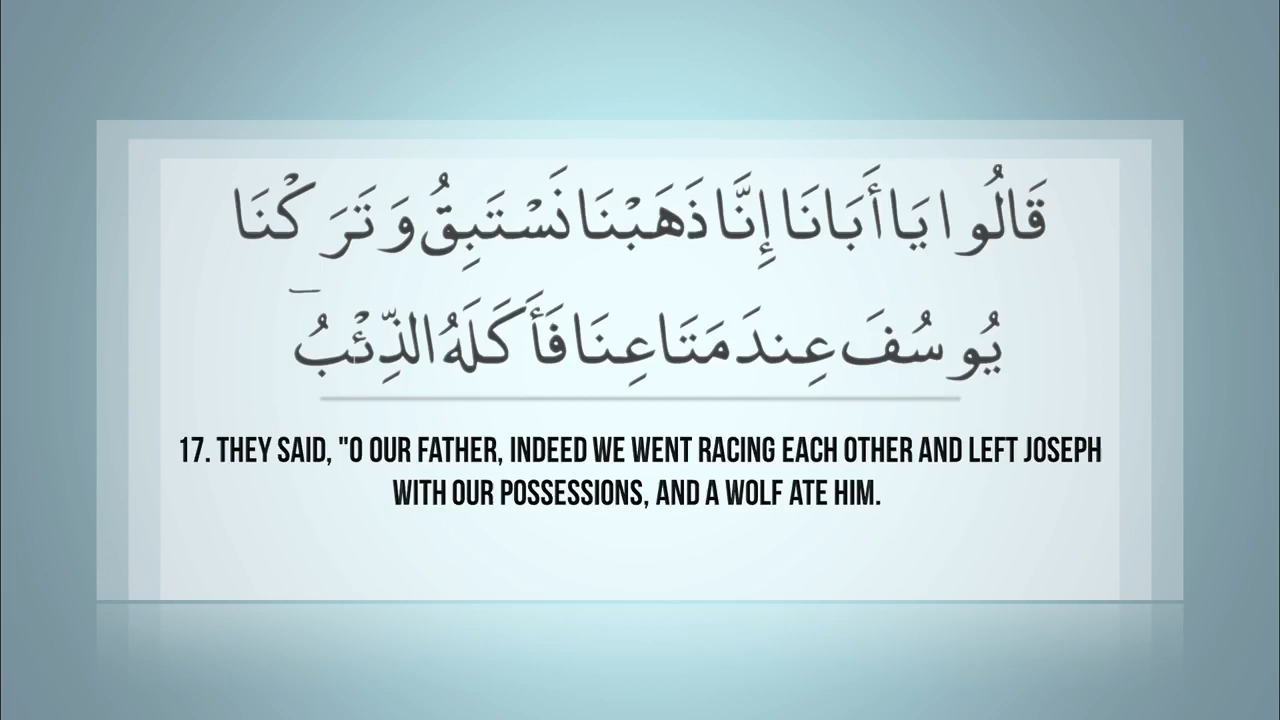 قَالُوا يَا أَبَانَا إِنَّا ذَهَبْنَا نَسْتَبِقُ وَتَرَكْنَا
يُوسُفَ عِندَ مَتَاعِنَا فَأَكَلَهُ الذِّئْبُ ۖ
17. THEY SAID, "O OUR FATHER, INDEED WE WENT RACING EACH OTHER AND LEFT JOSEPH
WITH OUR POSSESSIONS, AND A WOLF ATE HIM.